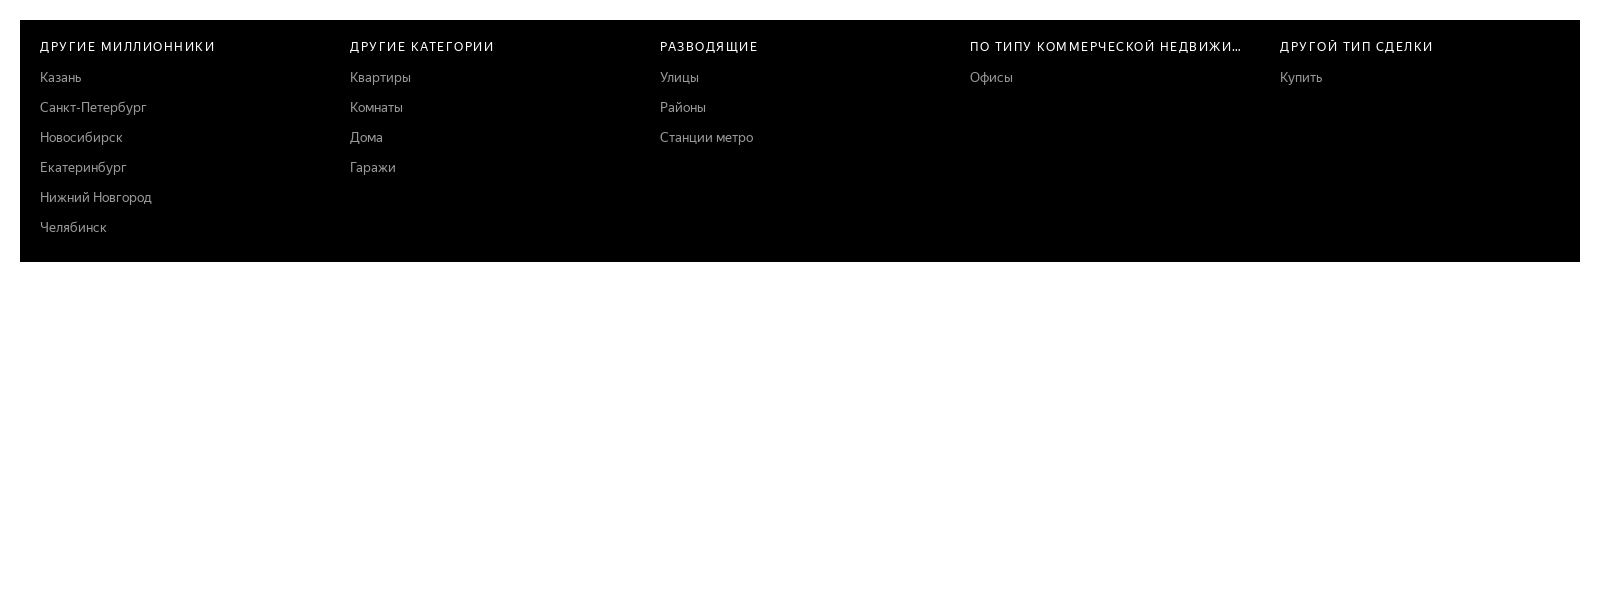 ДРУГИЕ МИЛЛИОННИКИ
Казань
Санкт-Петербург
Новосибирск
Екатеринбург
Нижний Новгород
Челябинск
ДРУГИЕ КАТЕГОРИИ
Квартиры
Комнаты
Дома
Гаражи
РАЗВОДЯЩИЕ
Улицы
Районы
Станции метро
ПО ТИПУ КОММЕРЧЕСКОЙ НЕДВИЖИ…
Офисы
ДРУГОЙ ТИП СДЕЛКИ
Купить